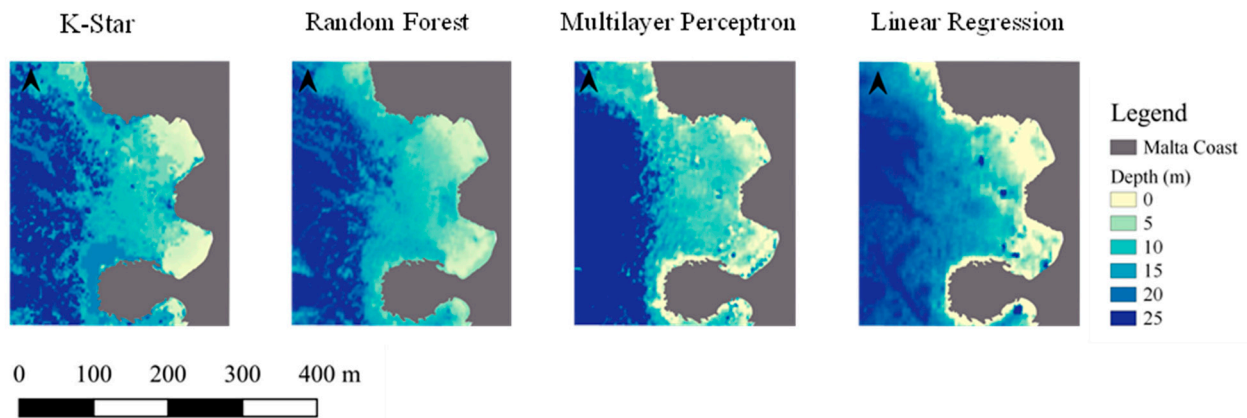 K-Star
Random Forest
Multilayer Perceptron
Linear Regression
Legend
Malta Coast
Depth (m)
0
5
10
15
20
25
0 100 200 300 400 m